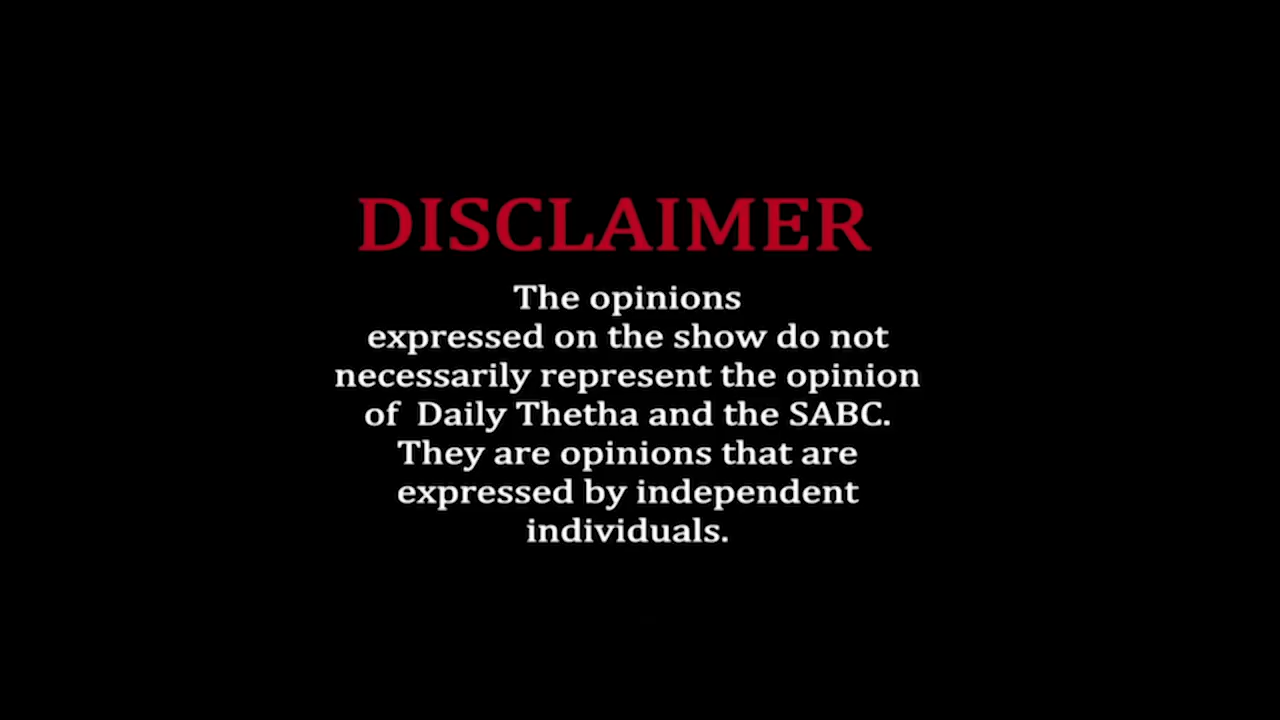 DISCLAIMER
The opinions
expressed on the show do not
necessarily represent the opinion
of  Daily Thetha and the SABC.
They are opinions that are
expressed by independent
individuals.